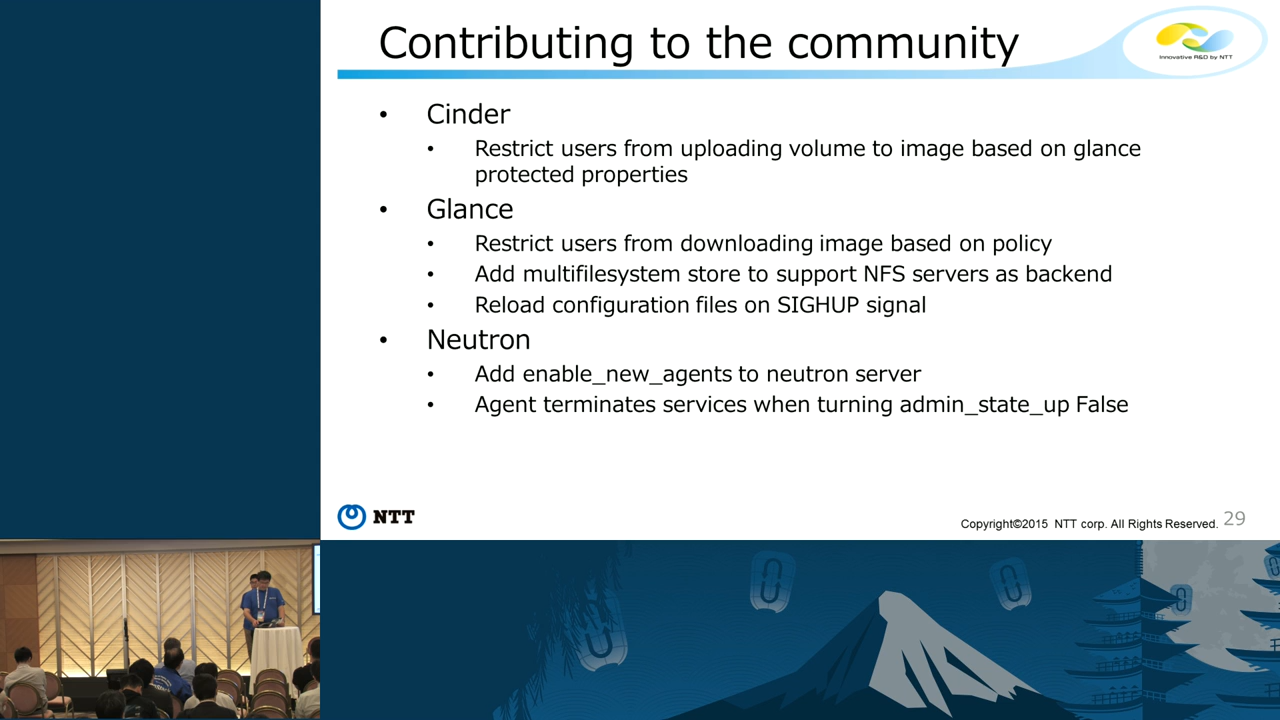 Contributing to the community
Innovative R&D by NTT
• Cinder
• Restrict users from uploading volume to image based on glance
protected properties
• Glance
• Restrict users from downloading image based on policy
• Add multifilesystem store to support NFS servers as backend
• Reload configuration files on SIGHUP signal
• Neutron
• Add enable_new_agents to neutron server
• Agent terminates services when turning admin_state_up False
NTT
Copyright©2015 NTT corp. All Rights Reserved.
29